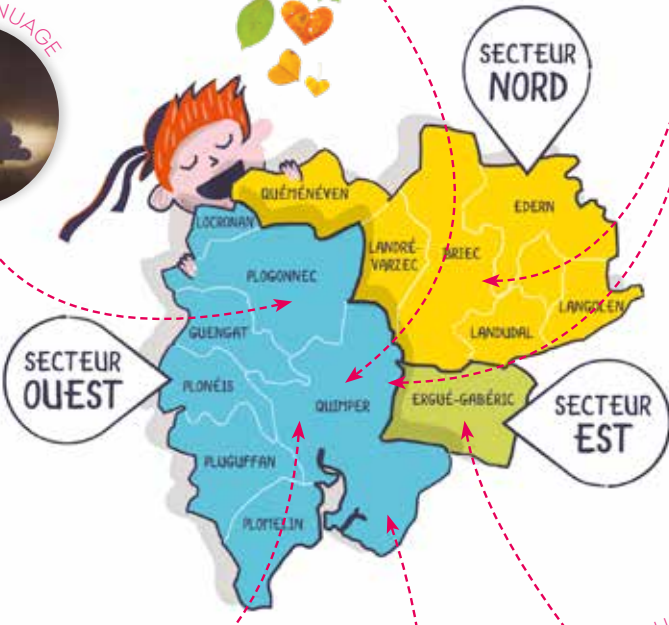 NUAGE
SECTEUR
NORD
QUÉMÉNÉVEN
EDERN
LOCRONAN
LANDRÉ-
VARZEC
BRIEC
PLOGONNEC
LANGOLEN
GUENGAT
LANDUDAL
SECTEUR
OUEST
PLONÉIS
QUIMPER
ERGUÉ-GABÉRIC
SECTEUR
EST
PLUGUFFAN
PLOMELIN